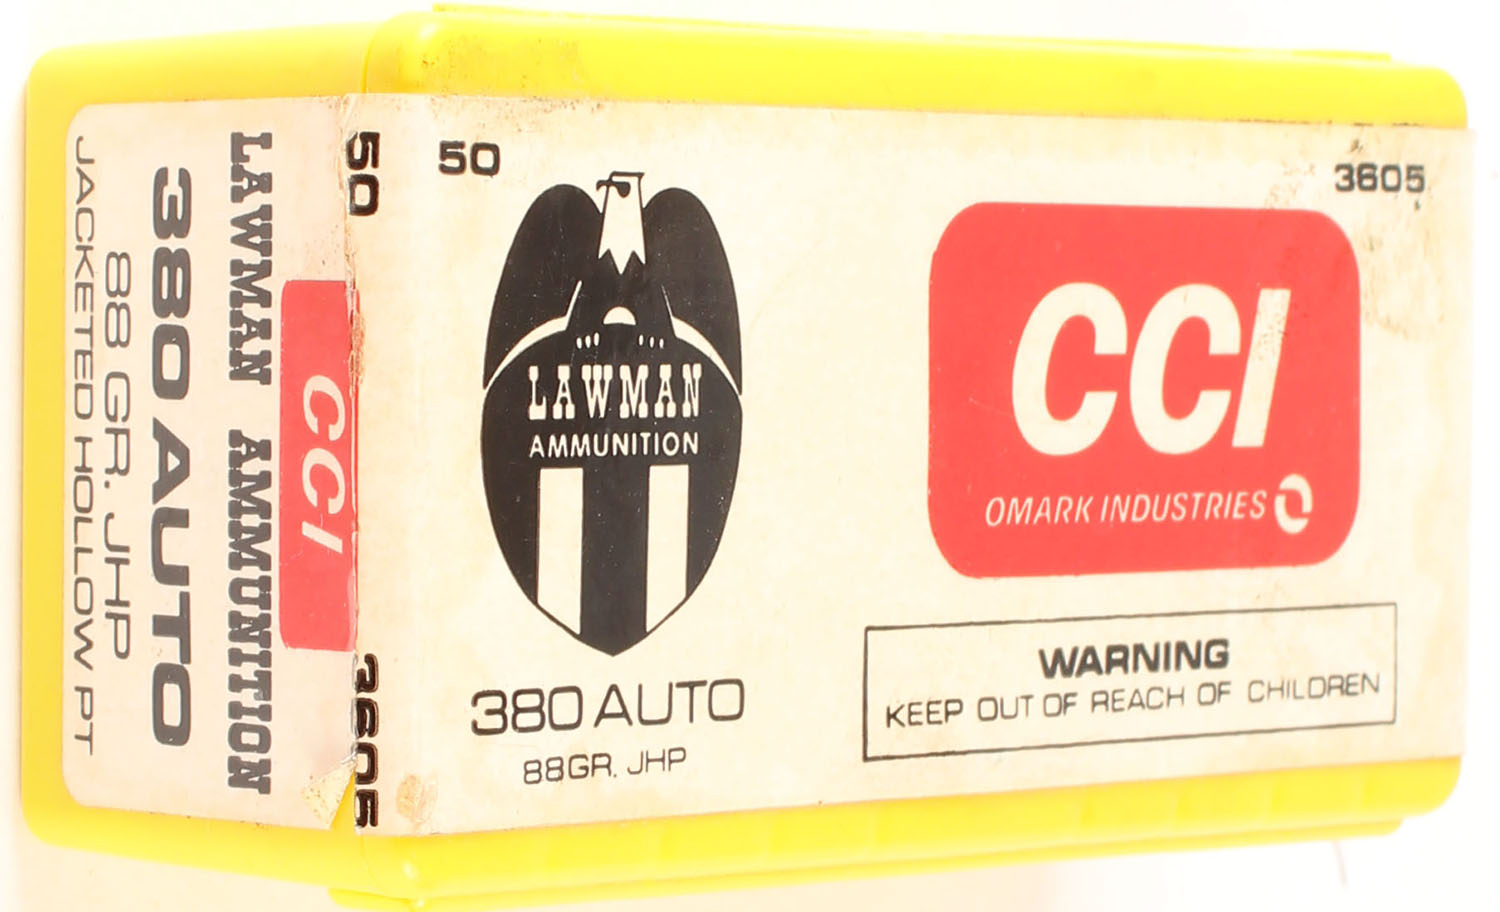 50
3605
LAWMAN
AMMUNITION
380 AUTO
88GR. JHP
CCI
OMARK INDUSTRIES
WARNING
KEEP OUT OF REACH OF CHILDREN
50
3605
CCI
LAWMAN AMMUNITION
380 AUTO
88 GR. JHP
JACKETED HOLLOW PT